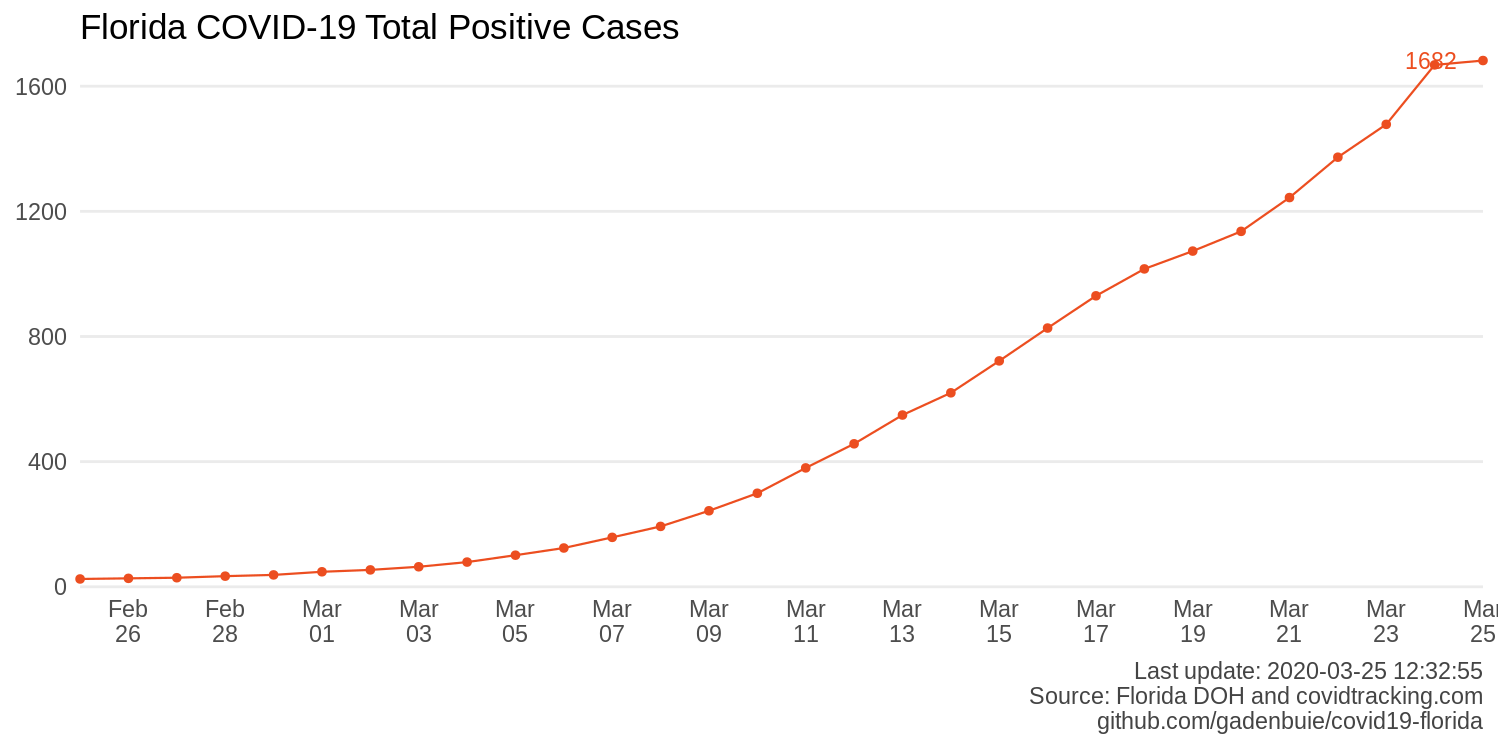 Florida COVID-19 Total Positive Cases
1682
1600
1200
800
400
0
Feb Feb Mar Mar Mar Mar Mar Mar Mar Mar Mar Mar Mar Mar Mar
26 28 01 03 05 07 09 11 13 15 17 19 21 23 25
Last update: 2020-03-25 12:32:55
Source: Florida DOH and covidtracking.com
github.com/gadenbuie/covid19-florida